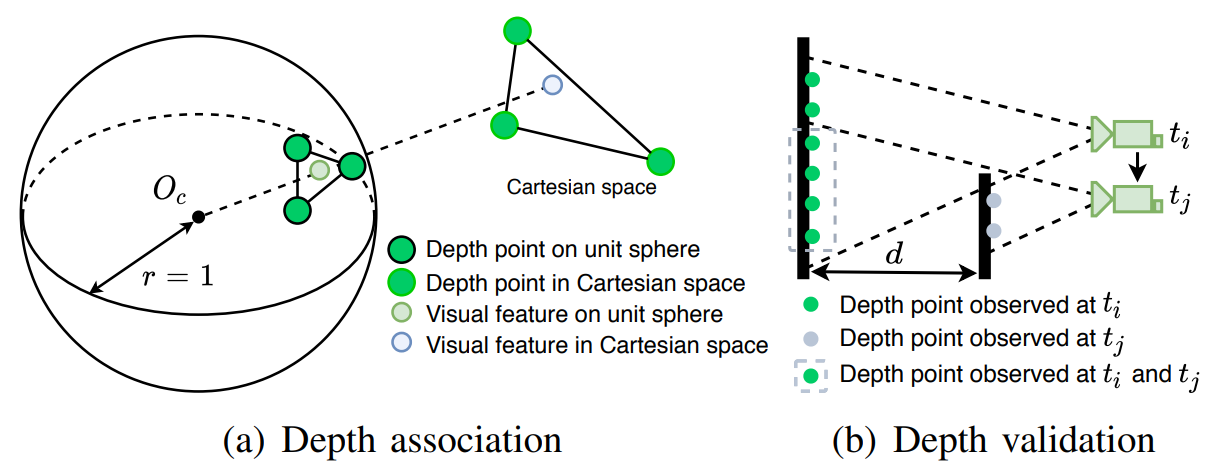 O_c
r = 1
Cartesian space
Depth point on unit sphere
Depth point in Cartesian space
Visual feature on unit sphere
Visual feature in Cartesian space
(a) Depth association
t_i
t_j
d
Depth point observed at t_i
Depth point observed at t_j
Depth point observed at t_i and t_j
(b) Depth validation